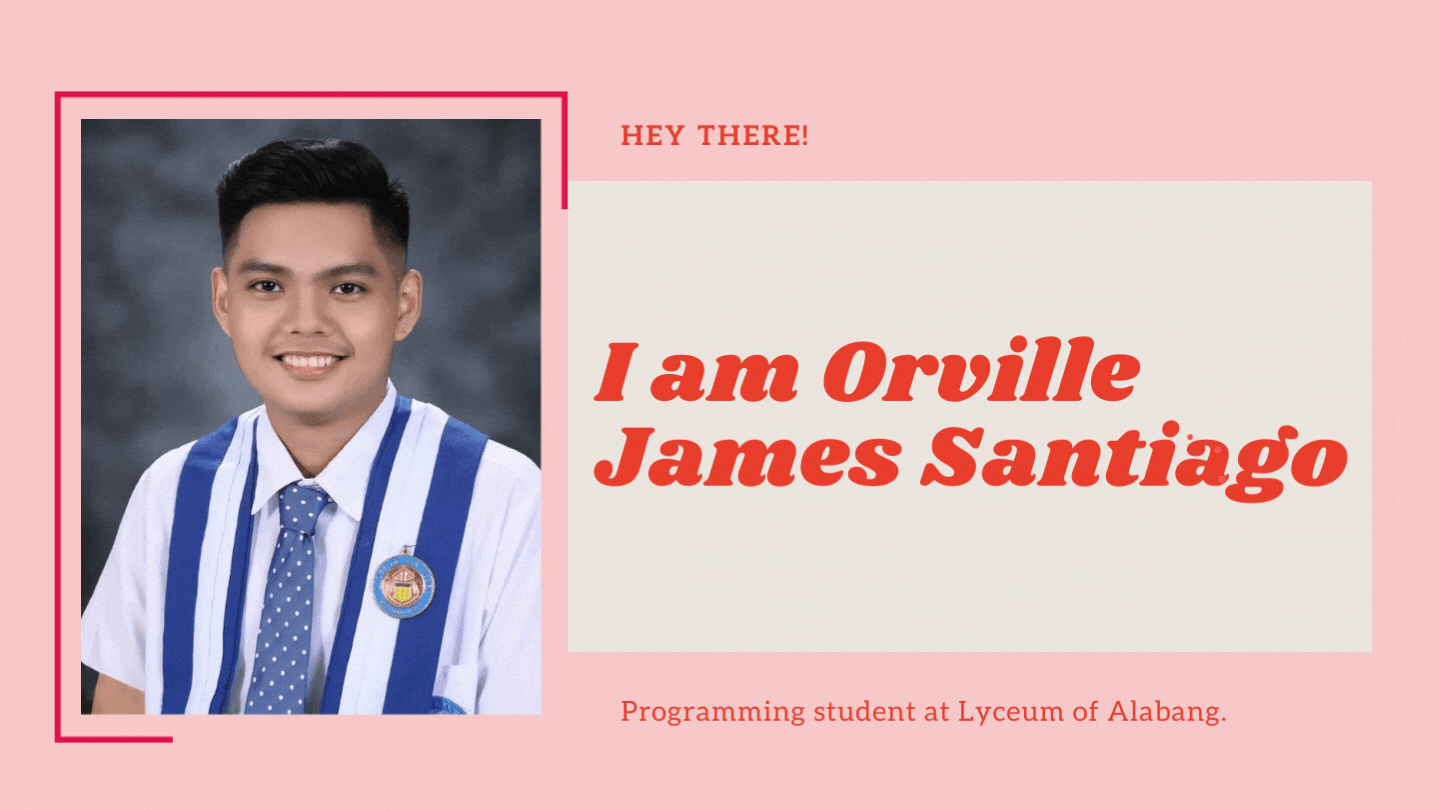 HEY THERE!
I am Orville
James Santiago
Programming student at Lyceum of Alabang.